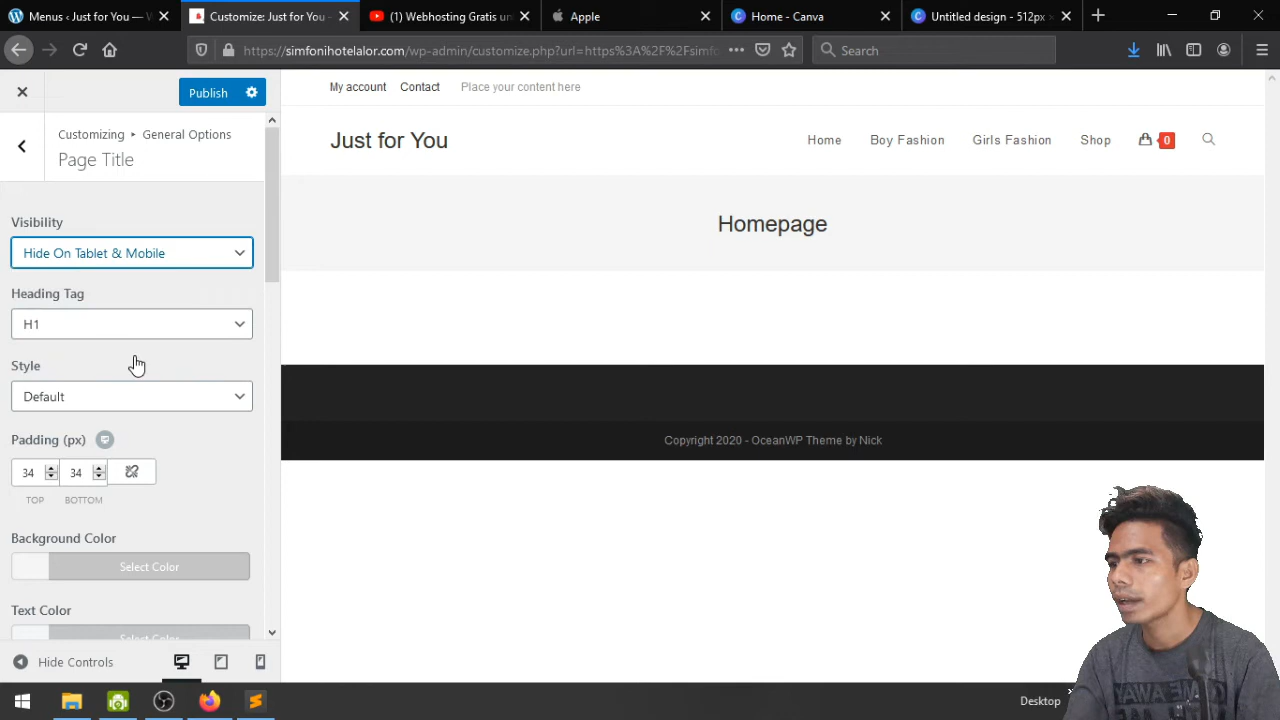 Menus ‹ Just for You — W
Customize: Just for You –
(1) Webhosting Gratis un
Apple
Home - Canva
Untitled design - 512px
https://simfonihotelalor.com/wp-admin/customize.php?url=https%3A%2F%2Fsimfo
Search
Publish
Customizing ▸ General Options
Page Title
Visibility
Hide On Tablet & Mobile
Heading Tag
H1
Style
Default
Padding (px)
34 34
TOP BOTTOM
Background Color
Select Color
Text Color
Select Color
Hide Controls
My account Contact Place your content here
Just for You
Home Boy Fashion Girls Fashion Shop 0
Homepage
Copyright 2020 - OceanWP Theme by Nick
Desktop